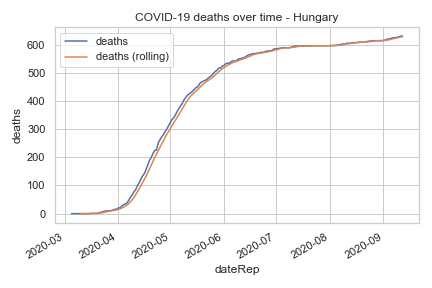 COVID-19 deaths over time - Hungary
deaths
deaths (rolling)
600
500
400
300
200
100
0
deaths
2020-03
2020-04
2020-05
2020-06
2020-07
2020-08
2020-09
dateRep